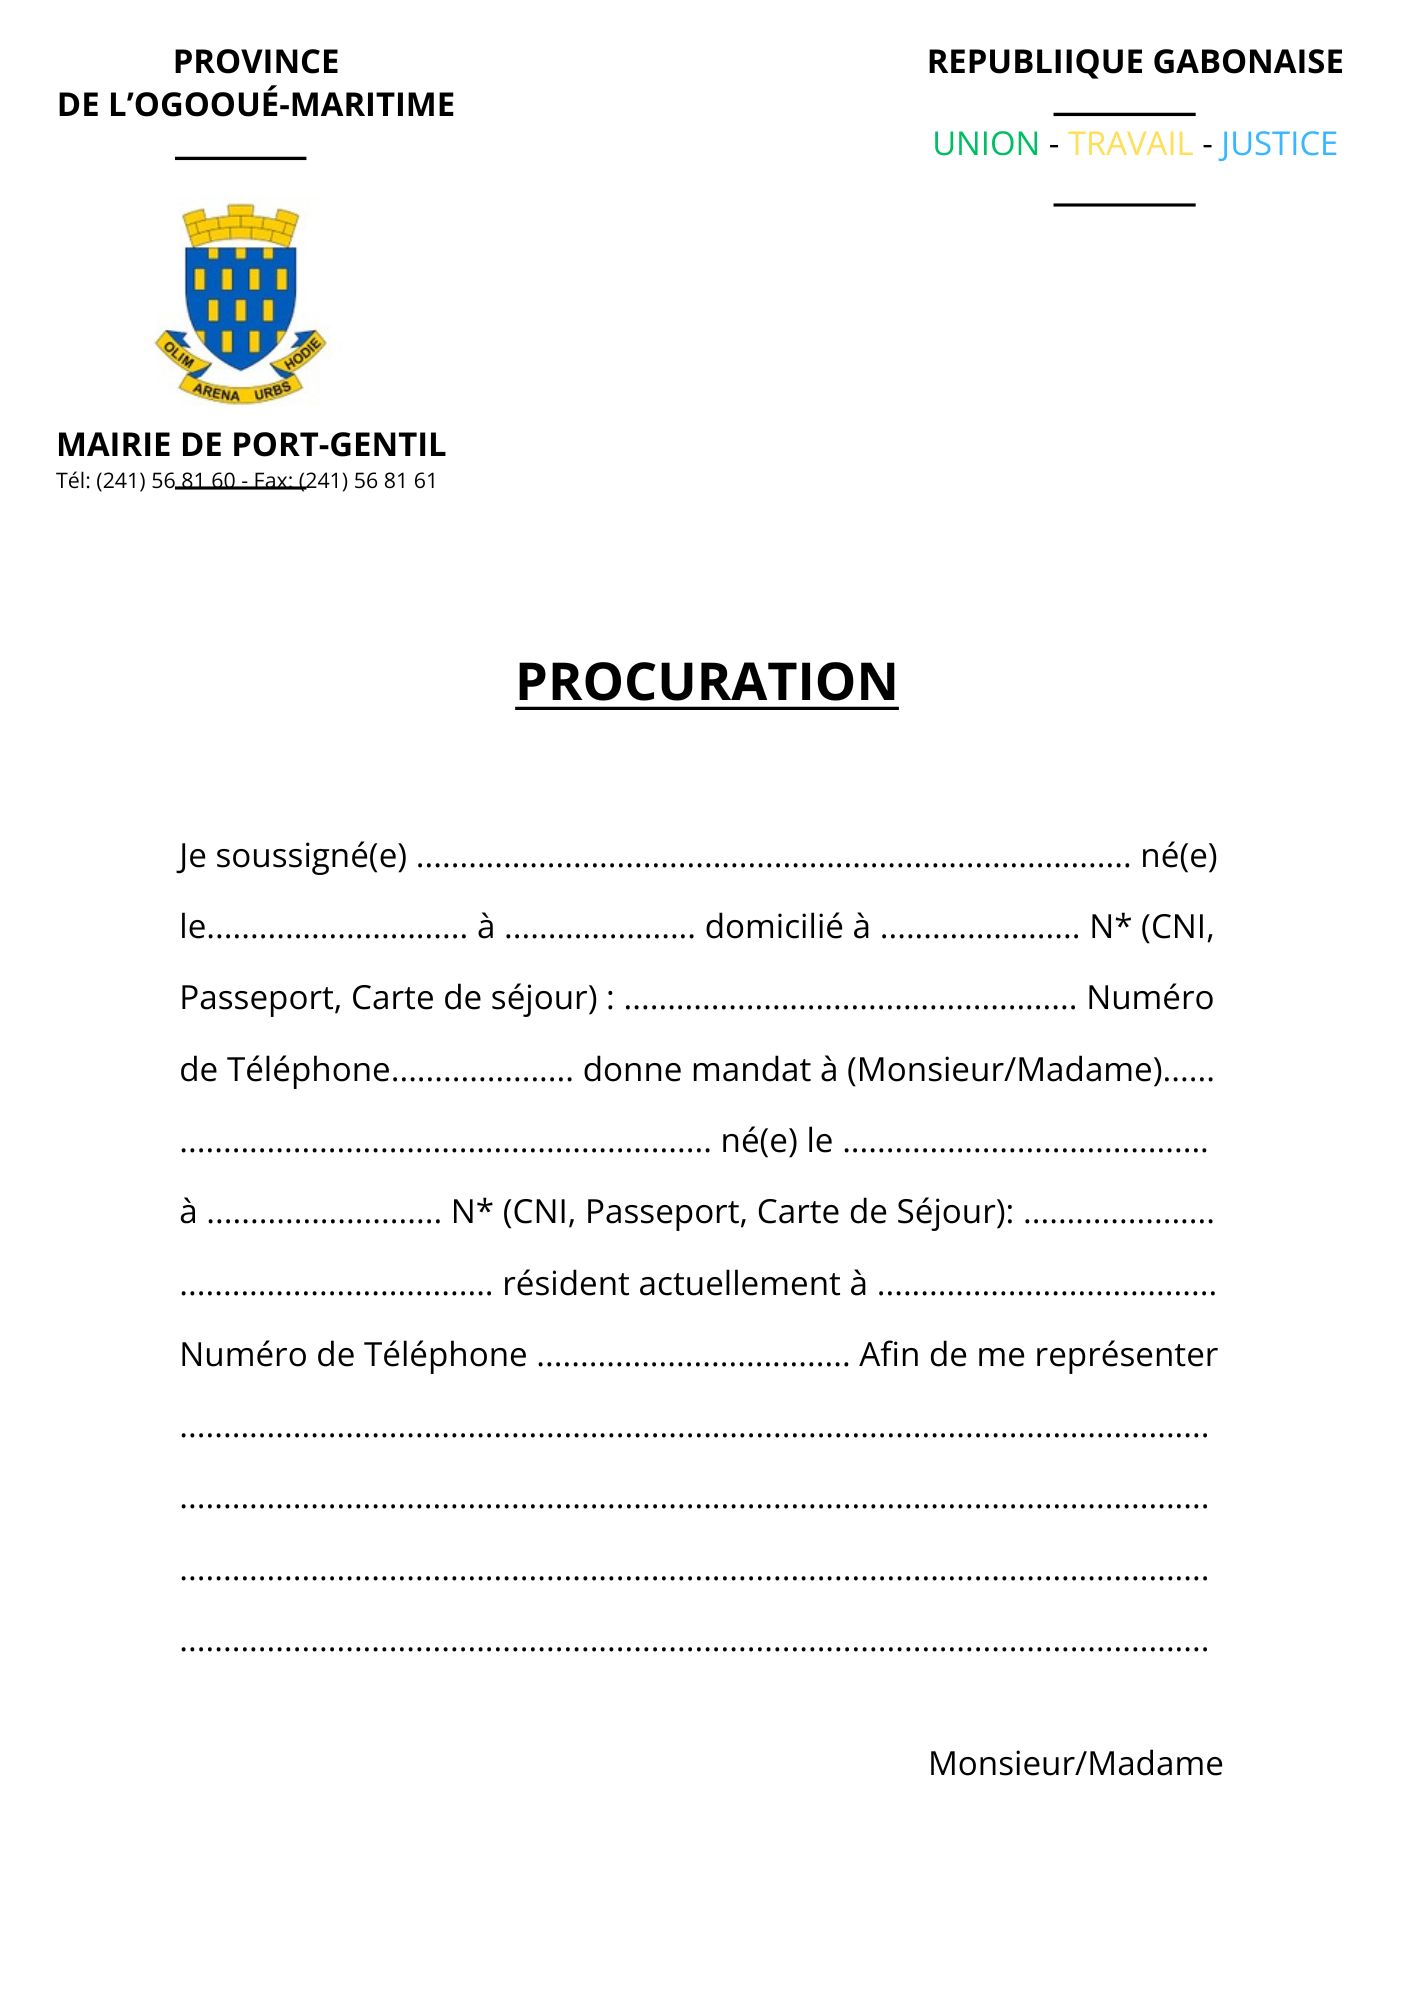 PROVINCE
DE L’OGOOUÉ-MARITIME
REPUBLIIQUE GABONAISE
UNION - TRAVAIL - JUSTICE
OLIM ARENA URBS HODIE
MAIRIE DE PORT-GENTIL
Tél: (241) 56 81 60 - Fax: (241) 56 81 61
PROCURATION
Je soussigné(e) .................................................................................. né(e)
le.............................. à ...................... domicilié à ....................... N* (CNI,
Passeport, Carte de séjour) : .................................................... Numéro
de Téléphone..................... donne mandat à (Monsieur/Madame)......
............................................................. né(e) le ..........................................
à ........................... N* (CNI, Passeport, Carte de Séjour): ......................
.................................... résident actuellement à .......................................
Numéro de Téléphone .................................... Afin de me représenter
......................................................................................................................
......................................................................................................................
......................................................................................................................
......................................................................................................................
Monsieur/Madame